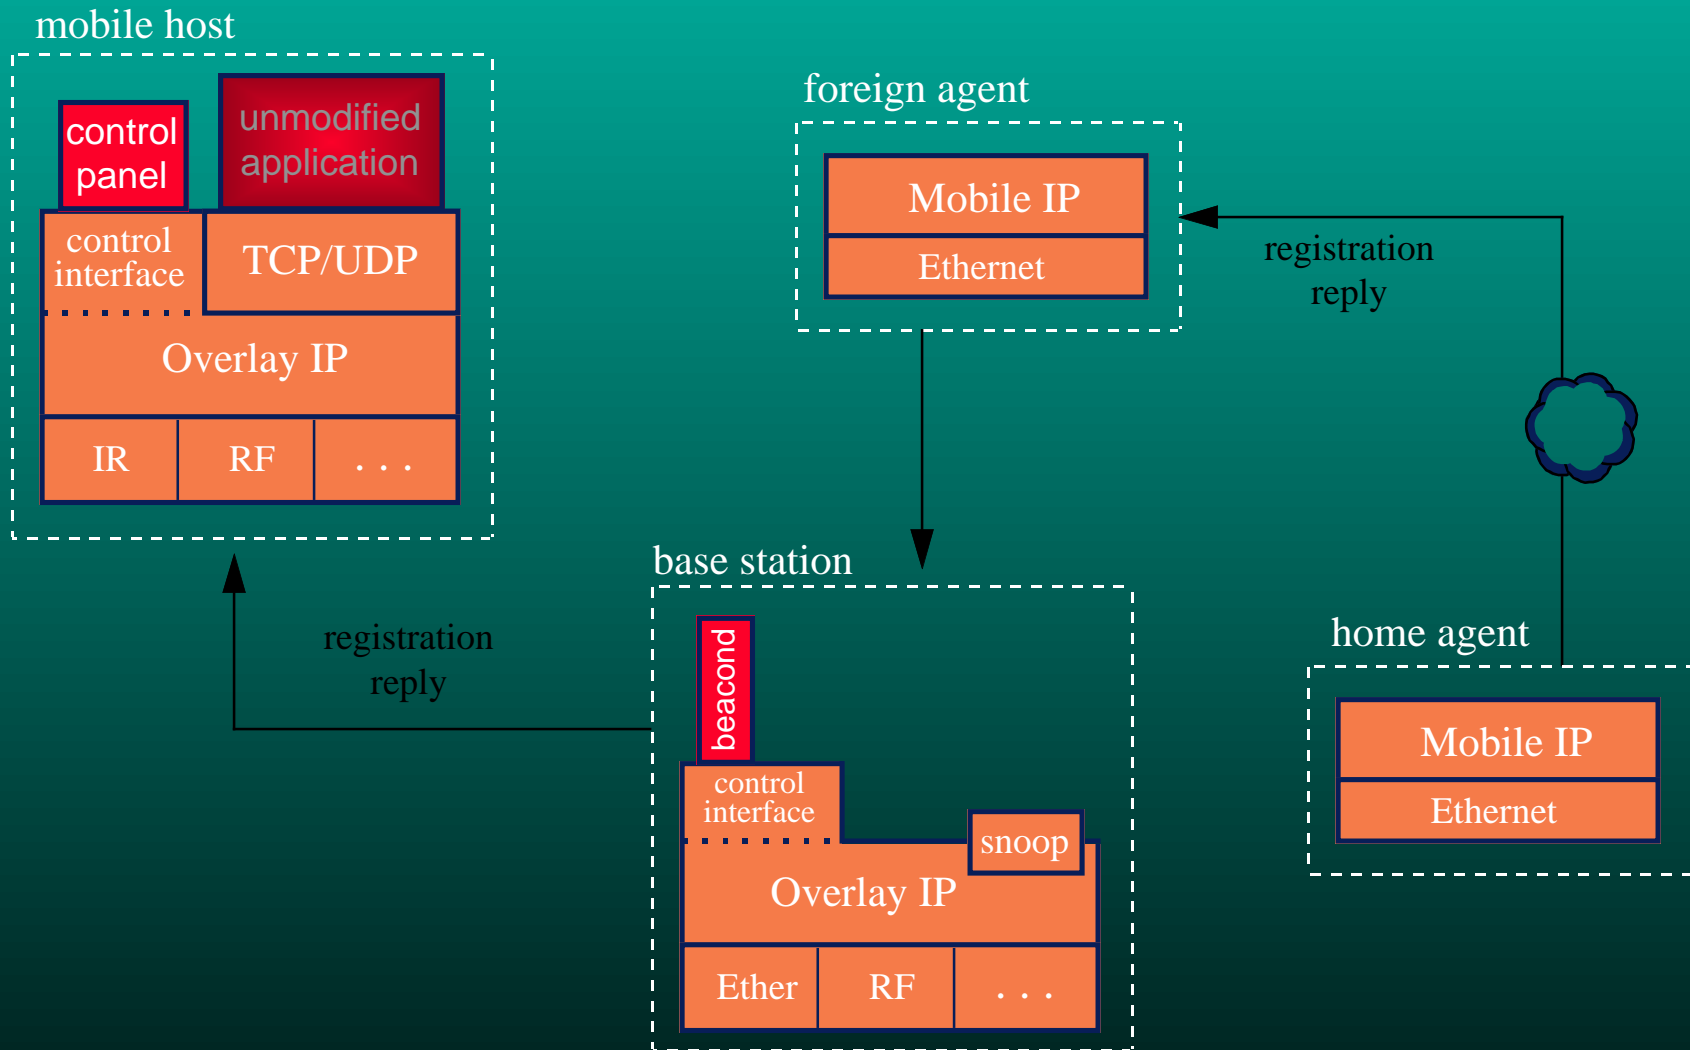 mobile host
control
panel
unmodified
application
control
interface
TCP/UDP
Overlay IP
IR
RF
. . .
foreign agent
Mobile IP
Ethernet
registration
reply
base station
beacond
control
interface
snoop
Overlay IP
Ether
RF
. . .
registration
reply
home agent
Mobile IP
Ethernet